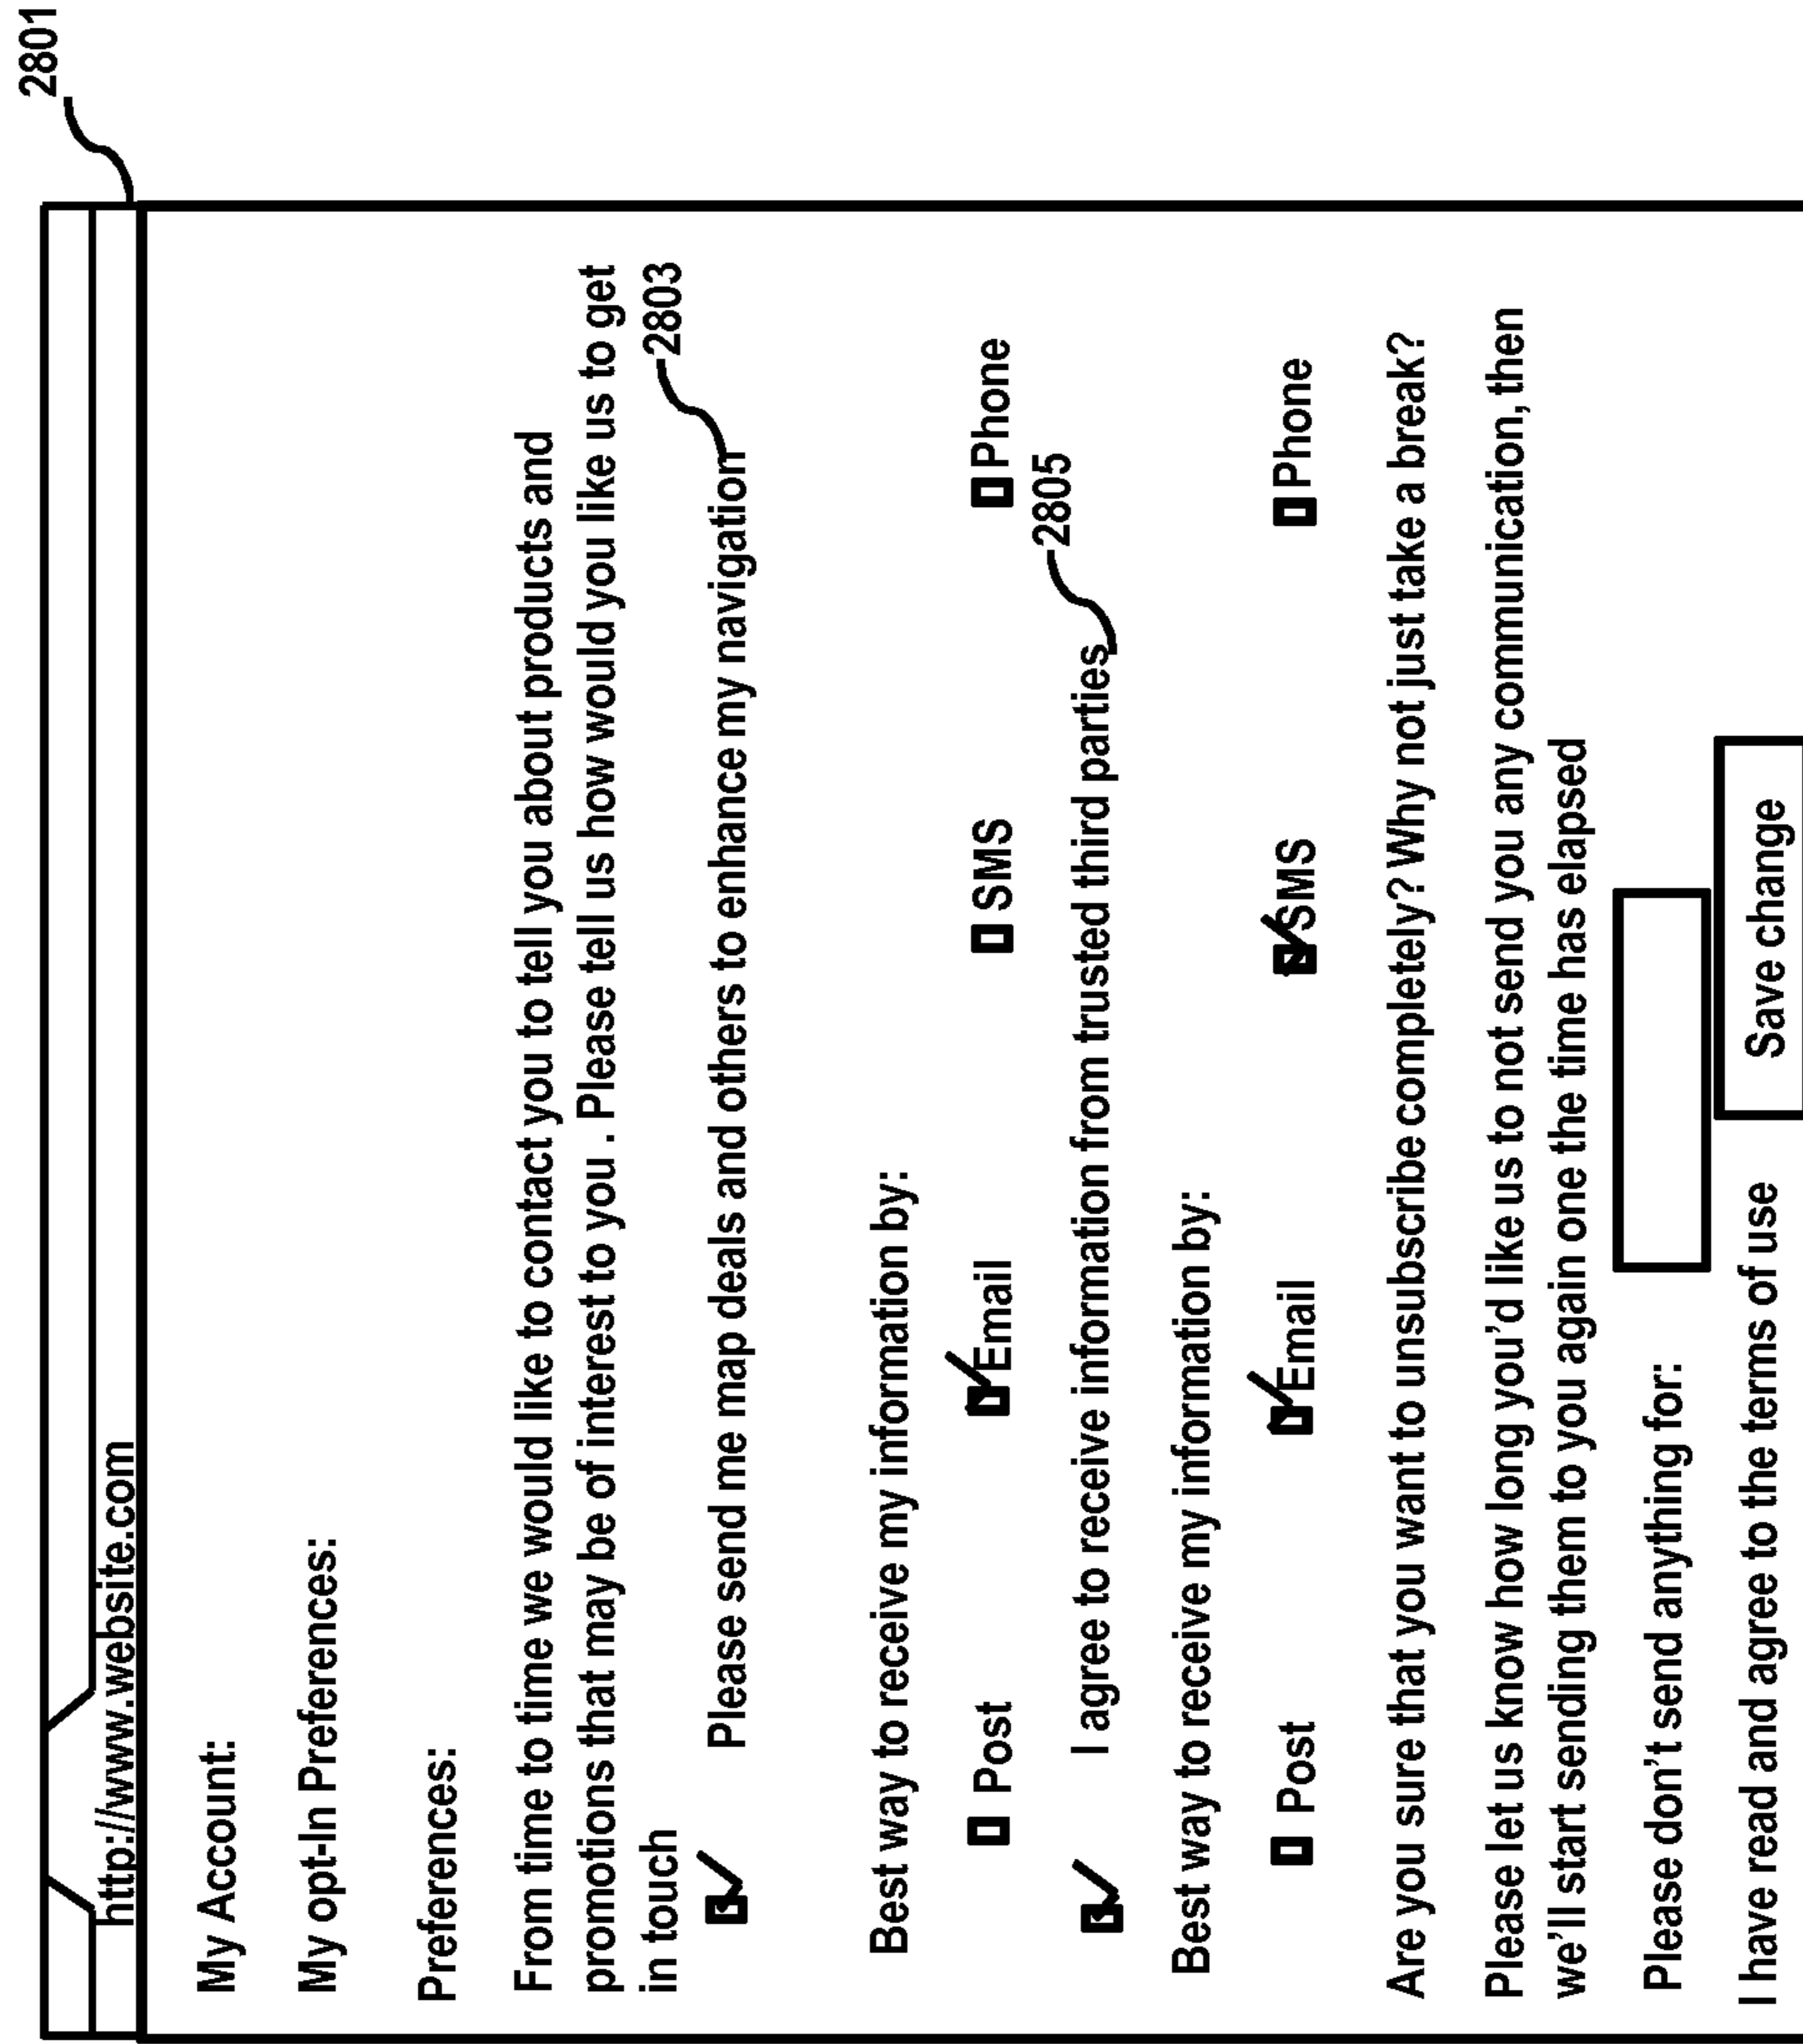 2801
http://www.website.com
My Account:
My opt-In Preferences:
Preferences:
From time to time we would like to contact you to tell you about products and
promotions that may be of interest to you . Please tell us how would you like us to get
in touch
2803
Please send me map deals and others to enhance my navigation
Best way to receive my information by:
Post Email SMS Phone
2805
I agree to receive information from trusted third parties
Best way to receive my information by:
Post Email SMS Phone
Are you sure that you want to unsubscribe completely? Why not just take a break?
Please let us know how long you'd like us to not send you any communication, then
we'll start sending them to you again one the time has elapsed
Please don't send anything for:
I have read and agree to the terms of use
Save change